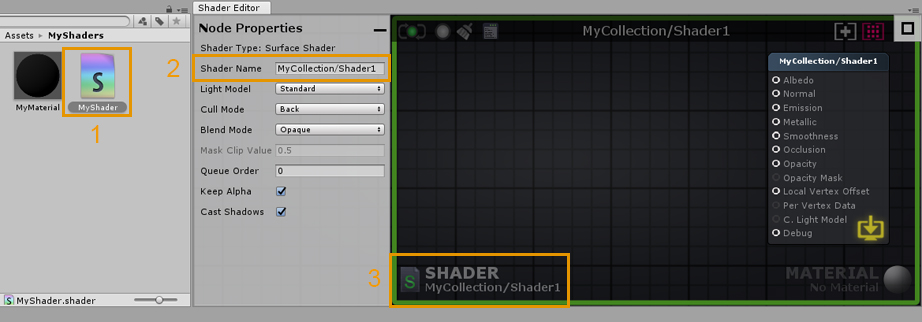 Shader Editor
Assets ▸ MyShaders
MyMaterial
MyShader
1
MyShader.shader
Node Properties
Shader Type: Surface Shader
2
Shader Name MyCollection/Shader1
Light Model Standard
Cull Mode Back
Blend Mode Opaque
Mask Clip Value 0.5
Queue Order 0
Keep Alpha
Cast Shadows
MyCollection/Shader1
MyCollection/Shader1
Albedo
Normal
Emission
Metallic
Smoothness
Occlusion
Opacity
Opacity Mask
Local Vertex Offset
Per Vertex Data
C. Light Model
Debug
3
S
SHADER
MyCollection/Shader1
MATERIAL
No Material